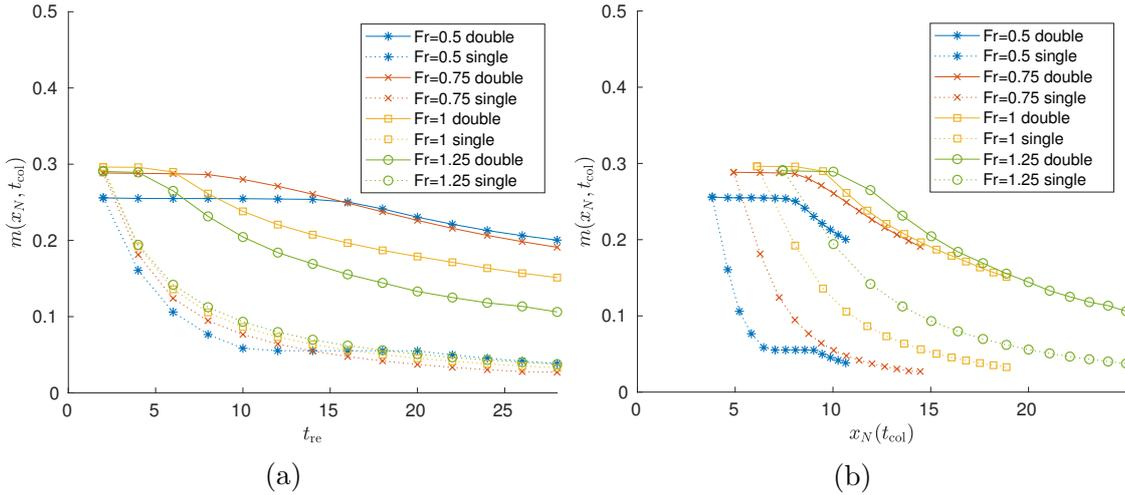 0.5
0.4
0.3
0.2
0.1
0
0 5 10 15 20 25
m(x_N, t_col)
t_re
Fr=0.5 double
Fr=0.5 single
Fr=0.75 double
Fr=0.75 single
Fr=1 double
Fr=1 single
Fr=1.25 double
Fr=1.25 single
(a)
0.5
0.4
0.3
0.2
0.1
0
0 5 10 15 20
m(x_N, t_col)
x_N(t_col)
Fr=0.5 double
Fr=0.5 single
Fr=0.75 double
Fr=0.75 single
Fr=1 double
Fr=1 single
Fr=1.25 double
Fr=1.25 single
(b)